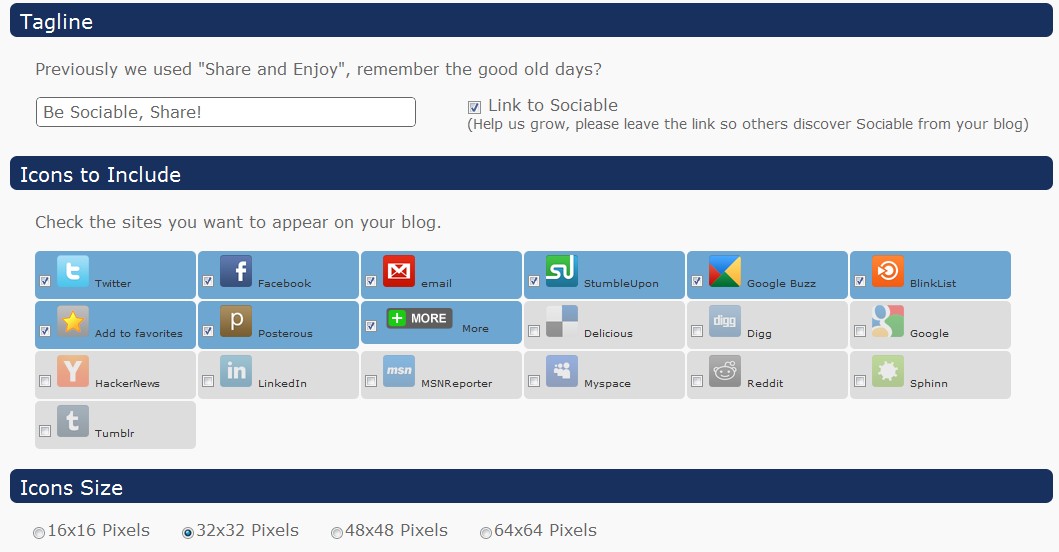 Tagline
Previously we used "Share and Enjoy", remember the good old days?
Be Sociable, Share!
Link to Sociable
(Help us grow, please leave the link so others discover Sociable from your blog)
Icons to Include
Check the sites you want to appear on your blog.
t Twitter f Facebook email StumbleUpon Google Buzz BlinkList
Add to favorites p Posterous + MORE More Delicious digg Digg g Google
Y HackerNews in LinkedIn msn MSNReporter Myspace Reddit Sphinn
t Tumblr
Icons Size
16x16 Pixels 32x32 Pixels 48x48 Pixels 64x64 Pixels